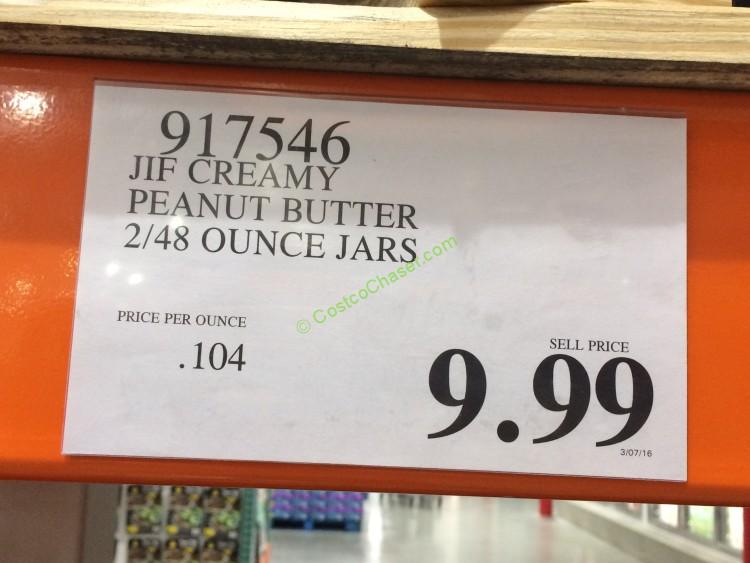 917546
JIF CREAMY
PEANUT BUTTER
2/48 OUNCE JARS
© CostcoChaser.com
PRICE PER OUNCE
.104
SELL PRICE
9.99
3/07/16